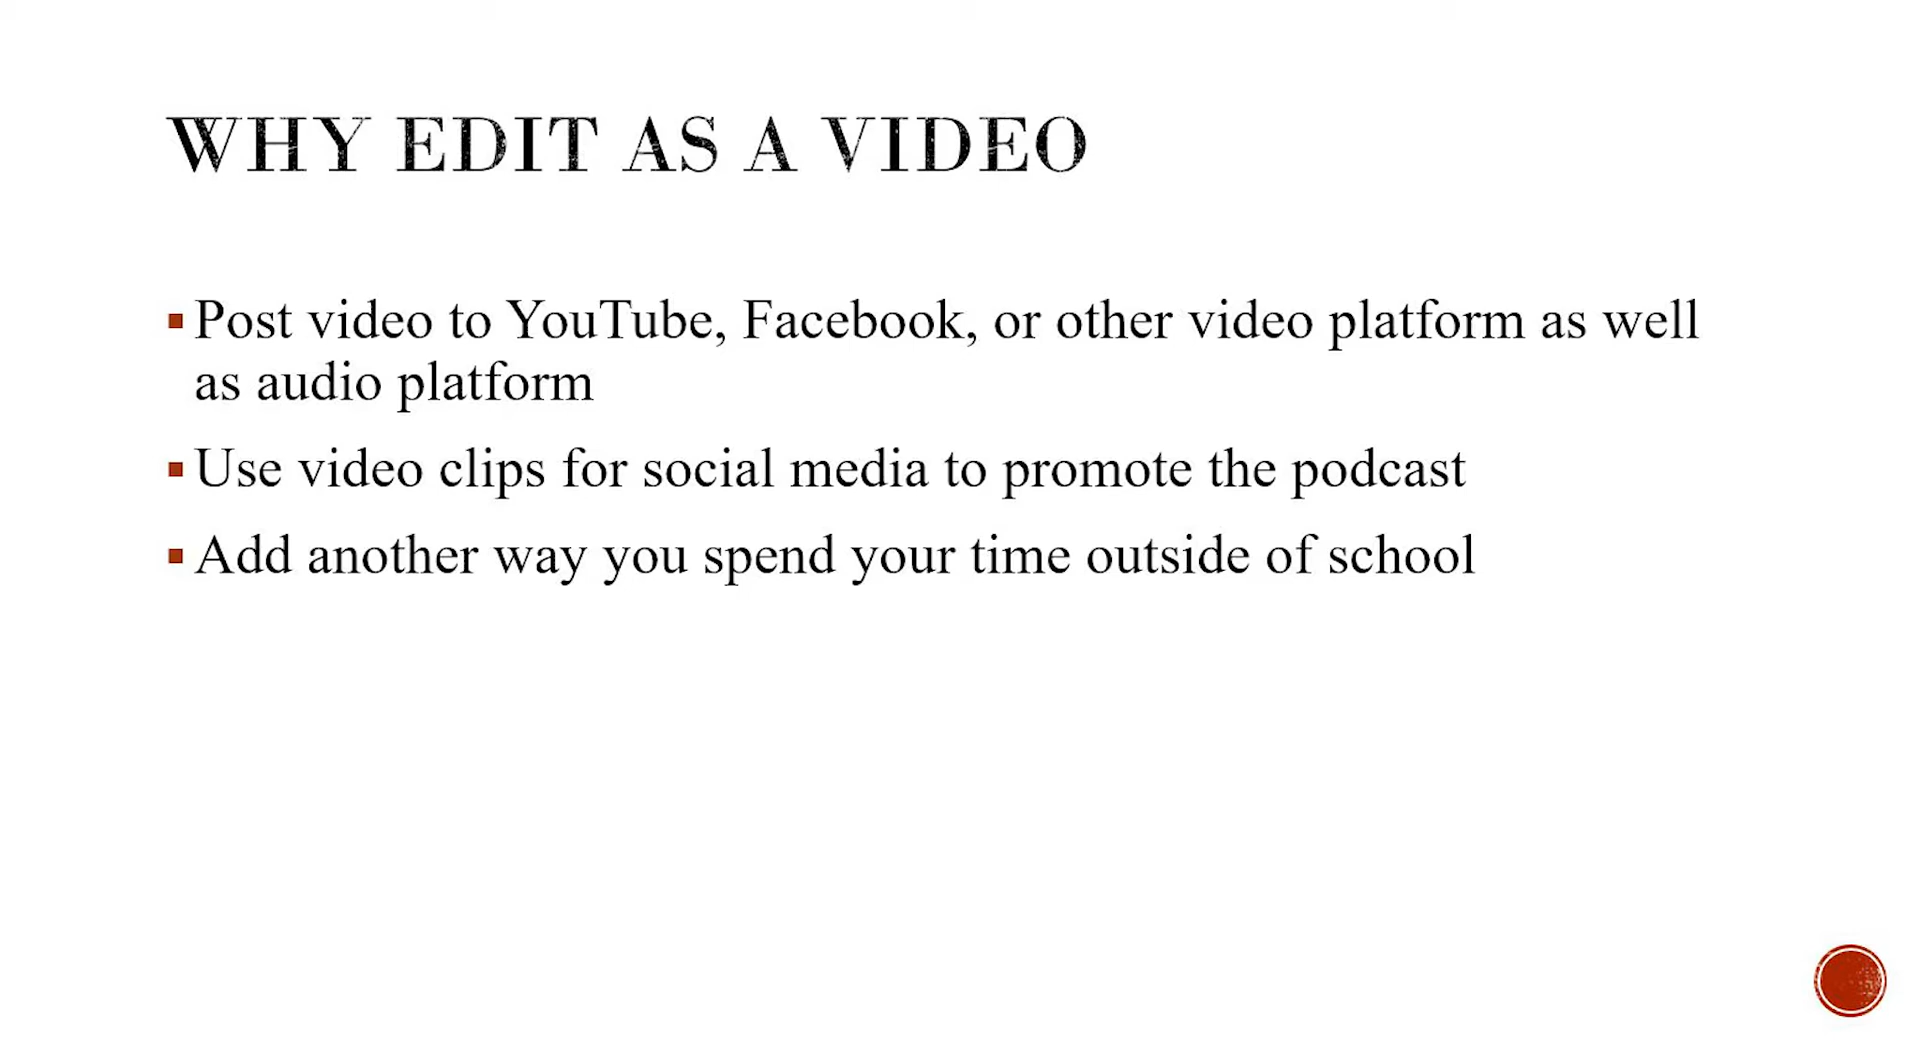 WHY EDIT AS A VIDEO
▪ Post video to YouTube, Facebook, or other video platform as well
as audio platform
▪ Use video clips for social media to promote the podcast
▪ Add another way you spend your time outside of school